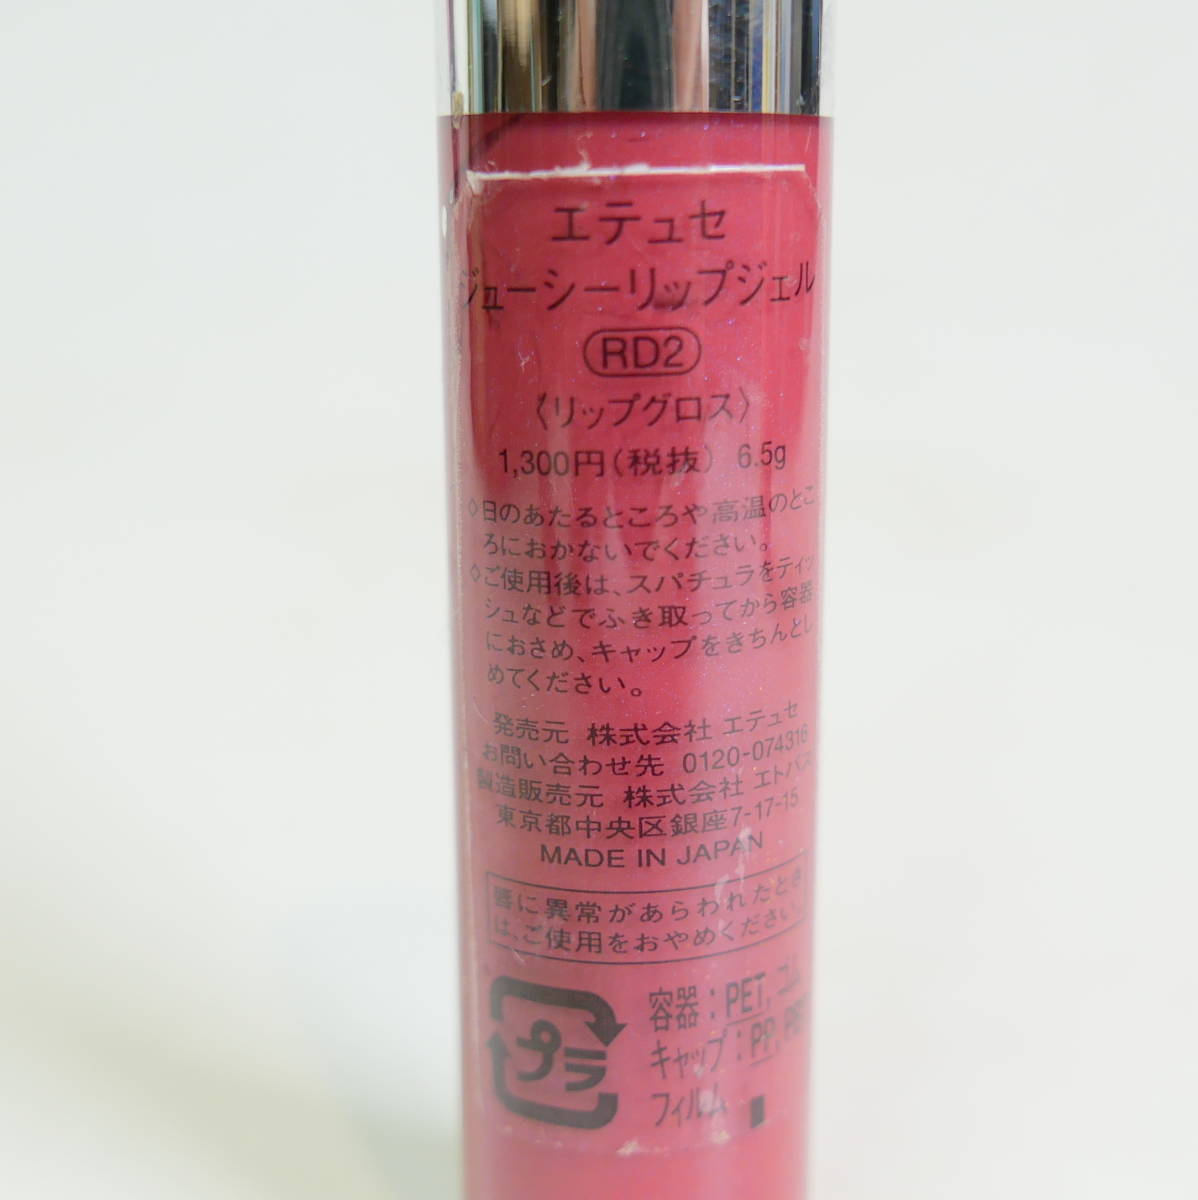 エテュセ
ジューシーリップジェル
RD2
〈リップグロス〉
1,300円(税抜) 6.5g
◇日のあたるところや高温のとこ
ろにおかないでください。
◇ご使用後は、スパチュラをティッ
シュなどでふき取ってから容器
におさめ、キャップをきちんとし
めてください。
発売元 株式会社 エテュセ
お問い合わせ先 0120-074316
製造販売元 株式会社 エトバス
東京都中央区銀座7-17-15
MADE IN JAPAN
唇に異常があらわれたとき
は、ご使用をおやめください。
プラ
容器:PET, ゴム
キャップ:PP,
フィルム